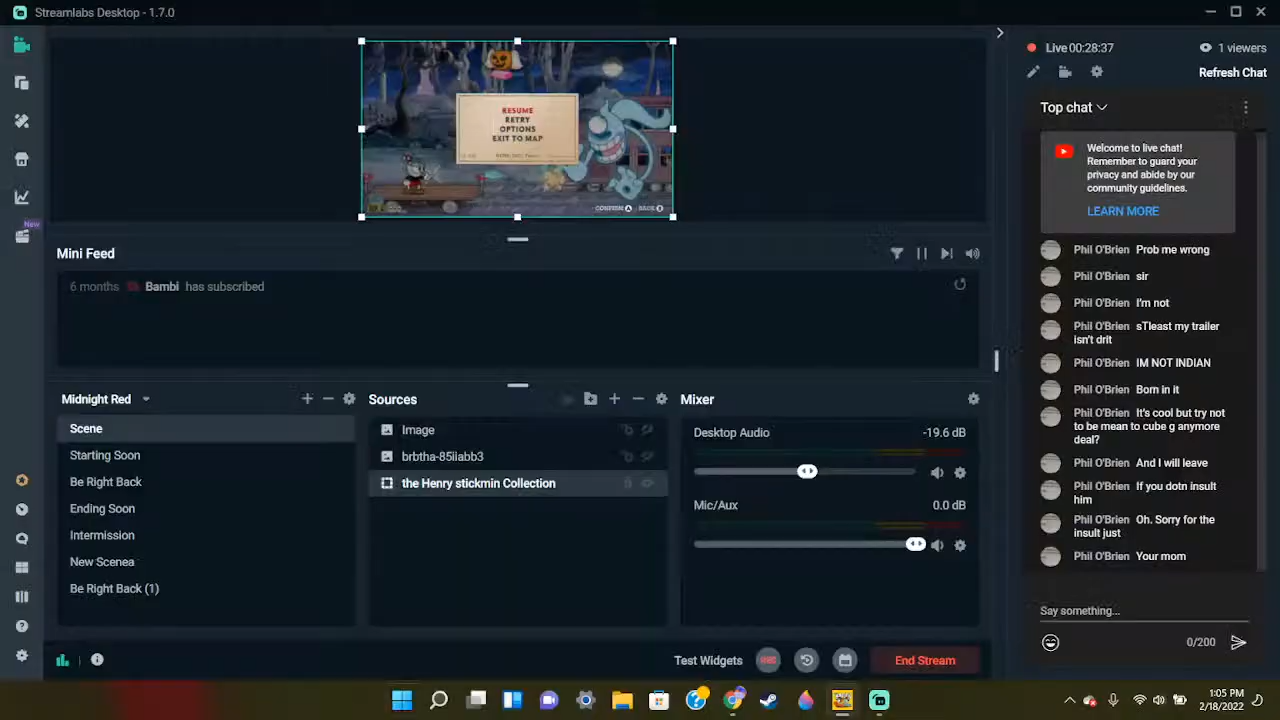 Streamlabs Desktop - 1.7.0
Live 00:28:37
1 viewers
Refresh Chat
Top chat
Welcome to live chat!
Remember to guard your
privacy and abide by our
community guidelines.
LEARN MORE
RESUME
RETRY
OPTIONS
EXIT TO MAP
CONFIRM A BACK
New
Mini Feed
6 months Bambi has subscribed
Phil O'Brien Prob me wrong
Phil O'Brien sir
Phil O'Brien I'm not
Phil O'Brien sTleast my trailer
isn't drit
Phil O'Brien IM NOT INDIAN
Phil O'Brien Born in it
Phil O'Brien It's cool but try not
to be mean to cube g anymore
deal?
Phil O'Brien And I will leave
Phil O'Brien If you dotn insult
him
Phil O'Brien Oh. Sorry for the
insult just
Phil O'Brien Your mom
Say something...
0/200
Midnight Red
Scene
Starting Soon
Be Right Back
Ending Soon
Intermission
New Scenea
Be Right Back (1)
Sources
Image
brbtha-85iiabb3
the Henry stickmin Collection
Mixer
Desktop Audio -19.6 dB
Mic/Aux 0.0 dB
Test Widgets
REC
End Stream
1:05 PM
2/18/2022